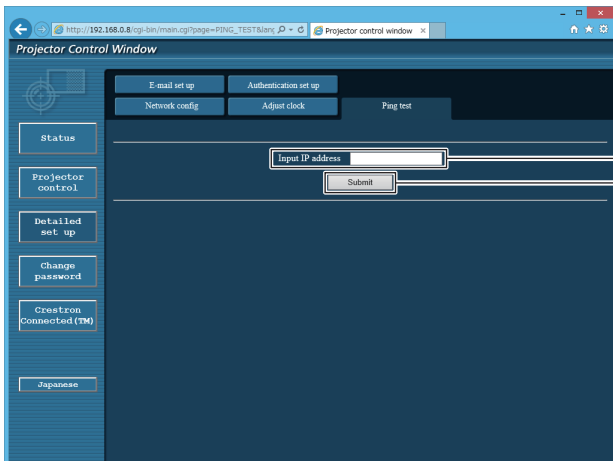 http://192.168.0.8/cgi-bin/main.cgi?page=PING_TEST&lang
Projector control window
Projector Control Window
E-mail set up
Authentication set up
Network config
Adjust clock
Ping test
Status
Input IP address
Submit
Projector
control
Detailed
set up
Change
password
Crestron
Connected(TM)
Japanese